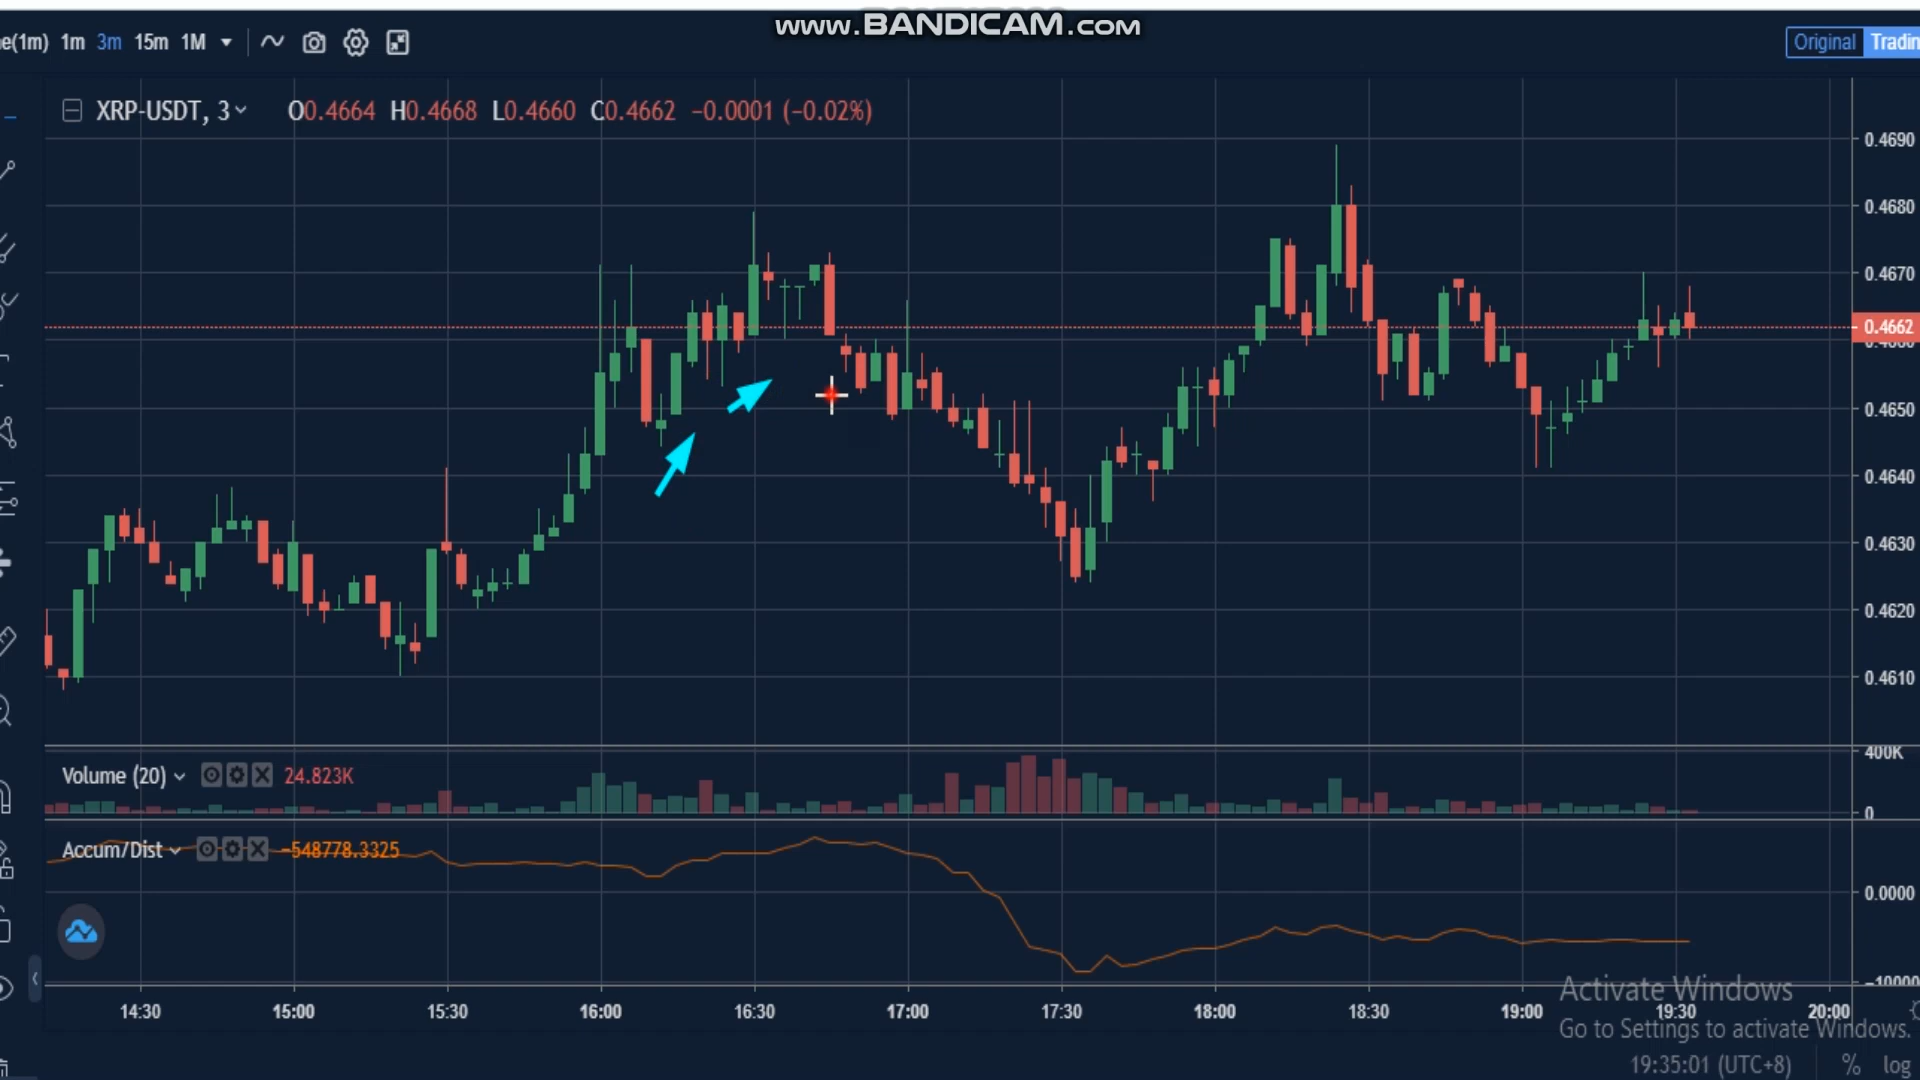 www.BANDICAM.com
e(1m) 1m 3m 15m 1M
Original Tradin
XRP-USDT, 3 O0.4664 H0.4668 L0.4660 C0.4662 −0.0001 (−0.02%)
0.4690
0.4680
0.4670
0.4662
0.4660
0.4650
0.4640
0.4630
0.4620
0.4610
Volume (20) 24.823K
400K
0
Accum/Dist −548778.3325
0.0000
−10000
14:30 15:00 15:30 16:00 16:30 17:00 17:30 18:00 18:30 19:00 19:30 20:00
Activate Windows
Go to Settings to activate Windows.
19:35:01 (UTC+8) % log